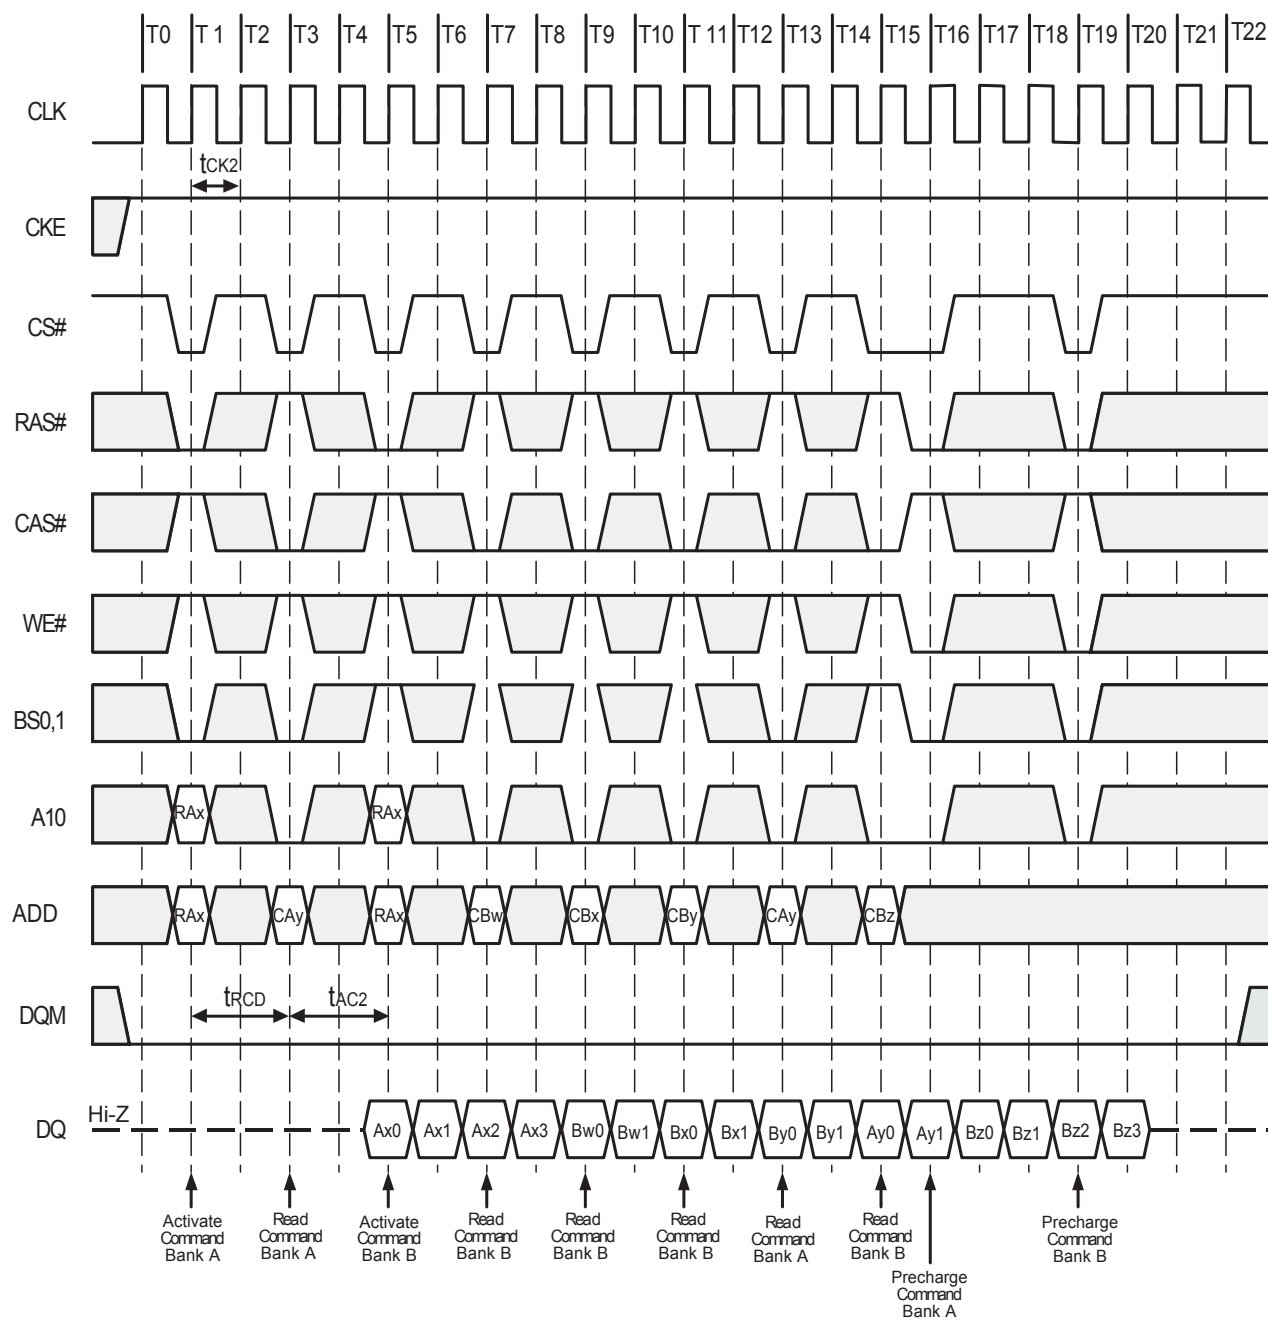 T0 T 1 T2 T3 T4 T5 T6 T7 T8 T9 T10 T 11 T12 T13 T14 T15 T16 T17 T18 T19 T20 T21 T22
CLK
tCK2
CKE
CS#
RAS#
CAS#
WE#
BS0,1
A10 RAx RAx
ADD RAx CAy RAx CBw CBx CBy CAy CBz
DQM tRCD tAC2
Hi-Z
DQ Ax0 Ax1 Ax2 Ax3 Bw0 Bw1 Bx0 Bx1 By0 By1 Ay0 Ay1 Bz0 Bz1 Bz2 Bz3
Activate
Command
Bank A
Read
Command
Bank A
Activate
Command
Bank B
Read
Command
Bank B
Read
Command
Bank B
Read
Command
Bank B
Read
Command
Bank A
Read
Command
Bank B
Precharge
Command
Bank A
Precharge
Command
Bank B